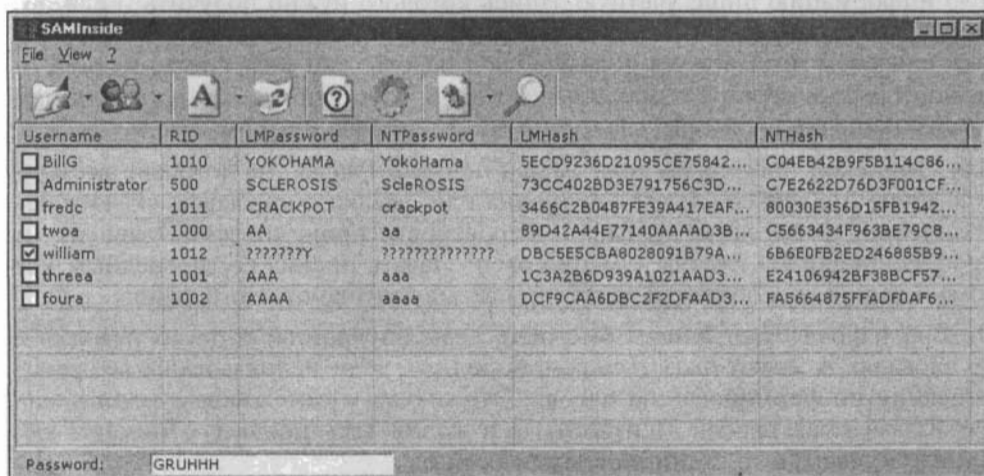 SAMInside
File View ?
Username RID LMPassword NTPassword LMHash NTHash
BillG 1010 YOKOHAMA YokoHama 5ECD9236D21095CE75842... C04EB42B9F5B114C86...
Administrator 500 SCLEROSIS ScleROSIS 73CC402BD3E791756C3D... C7E2622D76D3F001CF...
fredc 1011 CRACKPOT crackpot 3466C2B0487FE39A417EAF... 80030E356D15FB1942...
twoa 1000 AA aa 89D42A44E77140AAAAD3B... C5663434F963BE79C8...
william 1012 ???????Y ?????????????? DBC5E5CBA8028091B79A... 6B6E0FB2ED246885B9...
threea 1001 AAA aaa 1C3A2B6D939A1021AAD3... E24106942BF38BCF57...
foura 1002 AAAA aaaa DCF9CAA6DBC2F2DFAAD3... FA5664875FFADF0AF6...
Password: GRUHHH